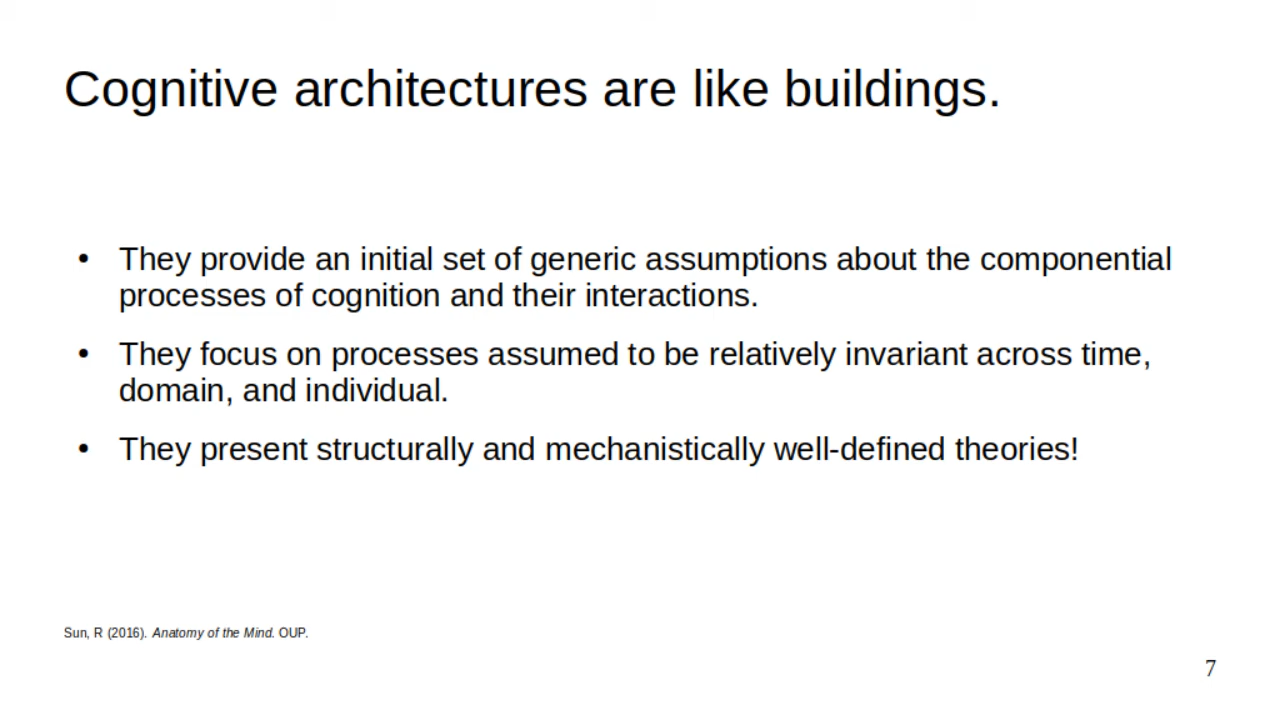 Cognitive architectures are like buildings.
• They provide an initial set of generic assumptions about the componential
processes of cognition and their interactions.
• They focus on processes assumed to be relatively invariant across time,
domain, and individual.
• They present structurally and mechanistically well-defined theories!
Sun, R (2016). Anatomy of the Mind. OUP.
7